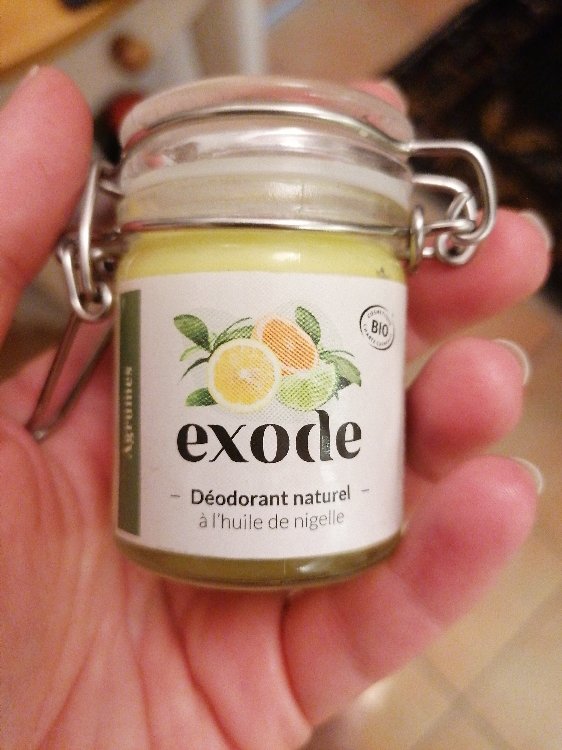 Agrumes
BIO
exode
– Déodorant naturel –
à l'huile de nigelle